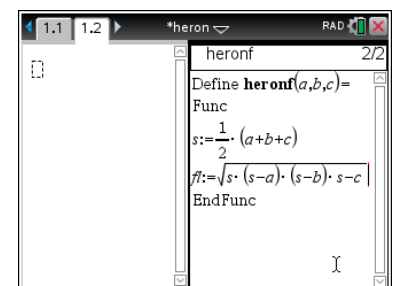 1.1 1.2 *heron RAD
heronf 2/2
Define heronf(a,b,c)=
Func
s:=1/2·(a+b+c)
fl:=√s·(s−a)·(s−b)·s−c
EndFunc